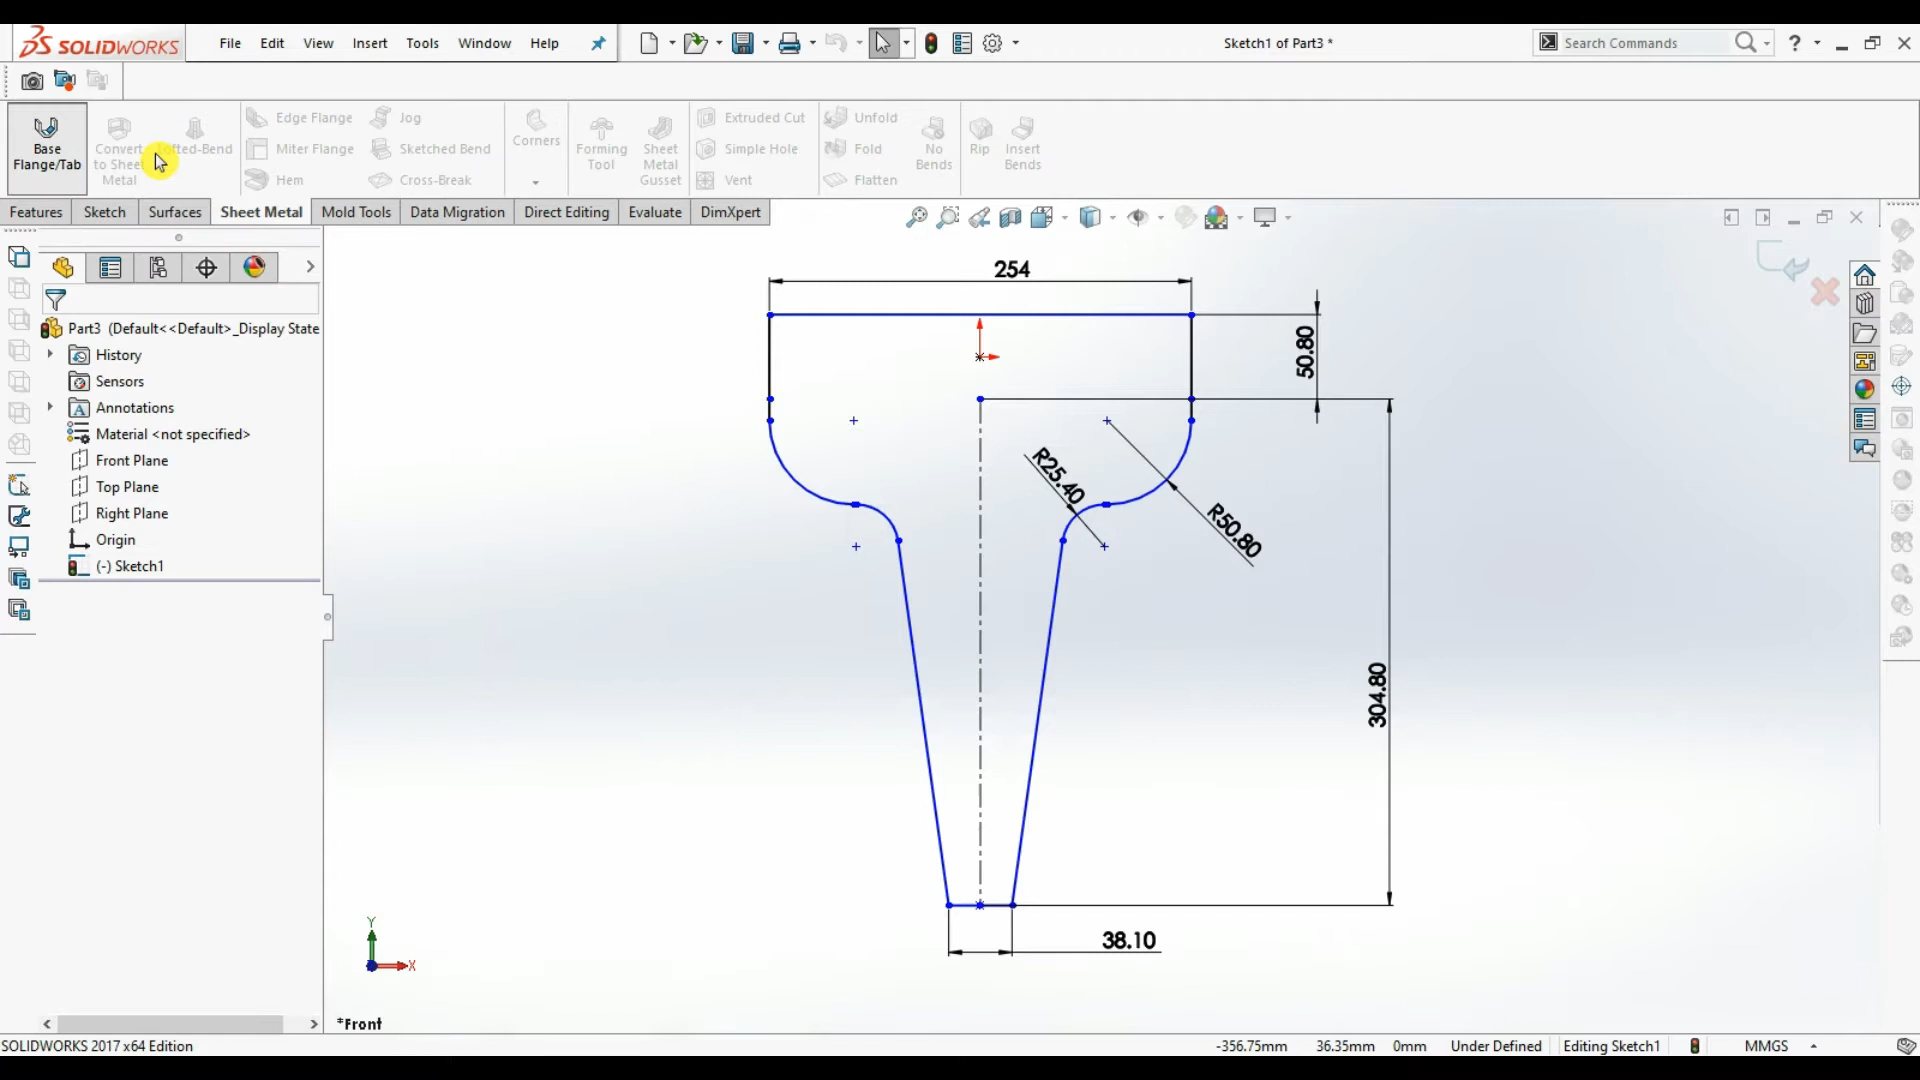 SOLIDWORKS
File Edit View Insert Tools Window Help
Sketch1 of Part3 *
Search Commands
Base Flange/Tab
Convert to Sheet Metal
Lofted-Bend
Edge Flange
Miter Flange
Hem
Jog
Sketched Bend
Cross-Break
Corners
Forming Tool
Sheet Metal Gusset
Extruded Cut
Simple Hole
Vent
Unfold
Fold
Flatten
No Bends
Rip
Insert Bends
Features Sketch Surfaces Sheet Metal Mold Tools Data Migration Direct Editing Evaluate DimXpert
Part3 (Default<<Default>_Display State
History
Sensors
Annotations
Material <not specified>
Front Plane
Top Plane
Right Plane
Origin
(-) Sketch1
254
50.80
R25.40
R50.80
304.80
38.10
Y
X
*Front
SOLIDWORKS 2017 x64 Edition
-356.75mm 36.35mm 0mm Under Defined Editing Sketch1 MMGS